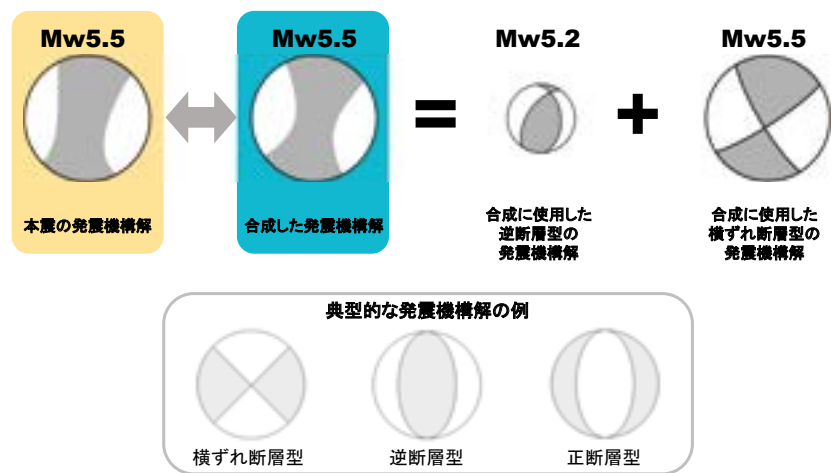 Mw5.5
Mw5.5
Mw5.2
Mw5.5
=
+
本震の発震機構解
合成した発震機構解
合成に使用した
逆断層型の
発震機構解
合成に使用した
横ずれ断層型の
発震機構解
典型的な発震機構解の例
横ずれ断層型
逆断層型
正断層型